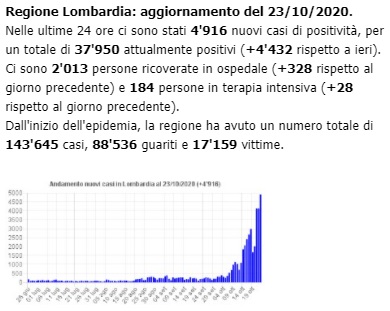 Regione Lombardia: aggiornamento del 23/10/2020.
Nelle ultime 24 ore ci sono stati 4'916 nuovi casi di positività, per
un totale di 37'950 attualmente positivi (+4'432 rispetto a ieri).
Ci sono 2'013 persone ricoverate in ospedale (+328 rispetto al
giorno precedente) e 184 persone in terapia intensiva (+28
rispetto al giorno precedente).
Dall'inizio dell'epidemia, la regione ha avuto un numero totale di
143'645 casi, 88'536 guariti e 17'159 vittime.
Andamento nuovi casi in Lombardia al 23/10/2020 (+4'916)
5000
4500
4000
3500
3000
2500
2000
1500
1000
500
0